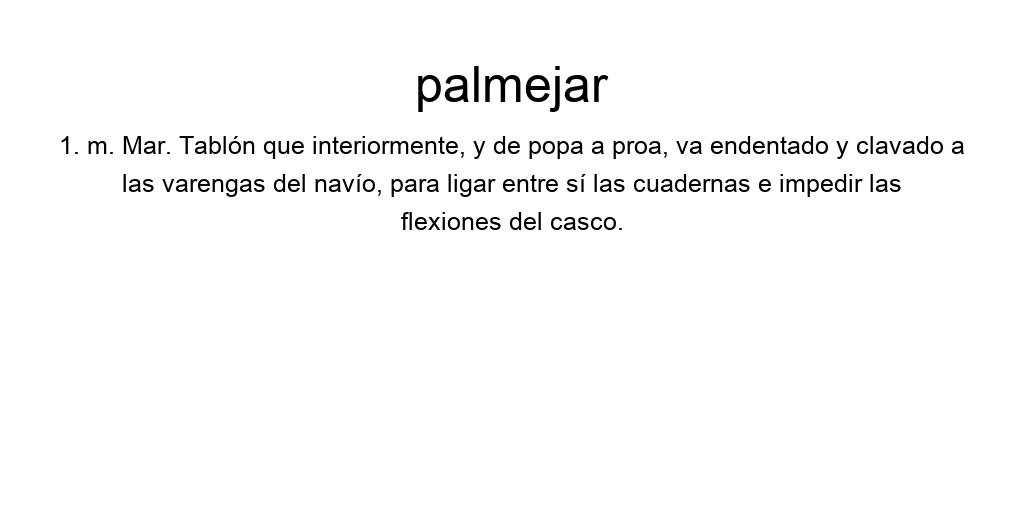 palmejar
1. m. Mar. Tablón que interiormente, y de popa a proa, va endentado y clavado a
las varengas del navío, para ligar entre sí las cuadernas e impedir las
flexiones del casco.